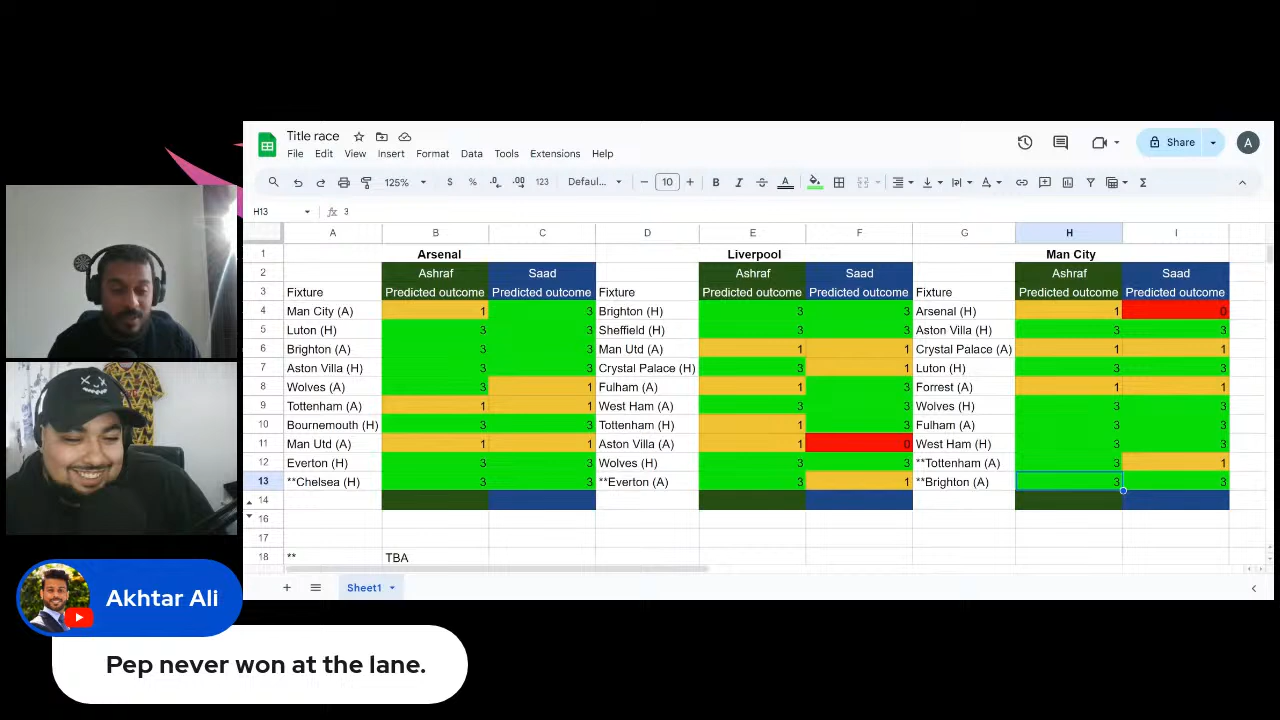 Title race
File Edit View Insert Format Data Tools Extensions Help
Share A
125% $ % .0 .00 123 Defaul... 10 B I A
H13 fx 3
A B C D E F G H I
1 Arsenal Liverpool Man City
2 Ashraf Saad Ashraf Saad Ashraf Saad
3 Fixture Predicted outcome Predicted outcome Fixture Predicted outcome Predicted outcome Fixture Predicted outcome Predicted outcome
4 Man City (A) 1 3 Brighton (H) 3 3 Arsenal (H) 1 0
5 Luton (H) 3 3 Sheffield (H) 3 3 Aston Villa (H) 3 3
6 Brighton (A) 3 3 Man Utd (A) 1 1 Crystal Palace (A) 1 1
7 Aston Villa (H) 3 3 Crystal Palace (H) 3 1 Luton (H) 3 3
8 Wolves (A) 3 1 Fulham (A) 1 3 Forrest (A) 1 1
9 Tottenham (A) 1 1 West Ham (A) 3 3 Wolves (H) 3 3
10 Bournemouth (H) 3 3 Tottenham (H) 1 3 Fulham (A) 3 3
11 Man Utd (A) 1 1 Aston Villa (A) 1 0 West Ham (H) 3 3
12 Everton (H) 3 3 Wolves (H) 3 3 **Tottenham (A) 3 1
13 **Chelsea (H) 3 3 **Everton (A) 3 1 **Brighton (A) 3 3
14
16
17
18 ** TBA
Sheet1
Akhtar Ali
Pep never won at the lane.